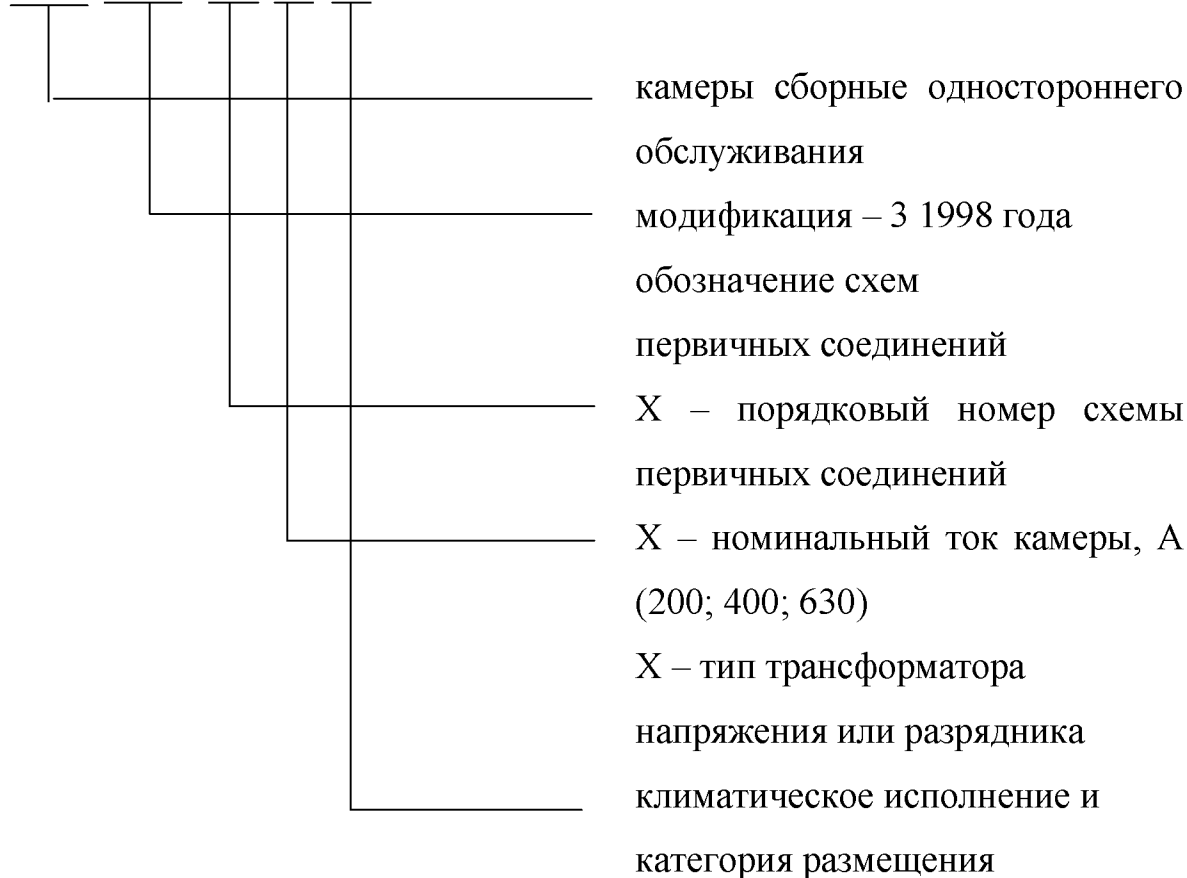 камеры сборные одностороннего
обслуживания
модификация – 3 1998 года
обозначение схем
первичных соединений
Х – порядковый номер схемы
первичных соединений
Х – номинальный ток камеры, А
(200; 400; 630)
Х – тип трансформатора
напряжения или разрядника
климатическое исполнение и
категория размещения